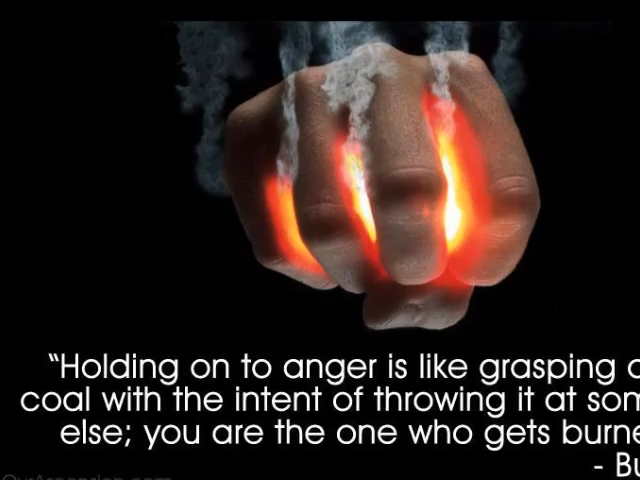 “Holding on to anger is like grasping
coal with the intent of throwing it at
else; you are the one who gets
-